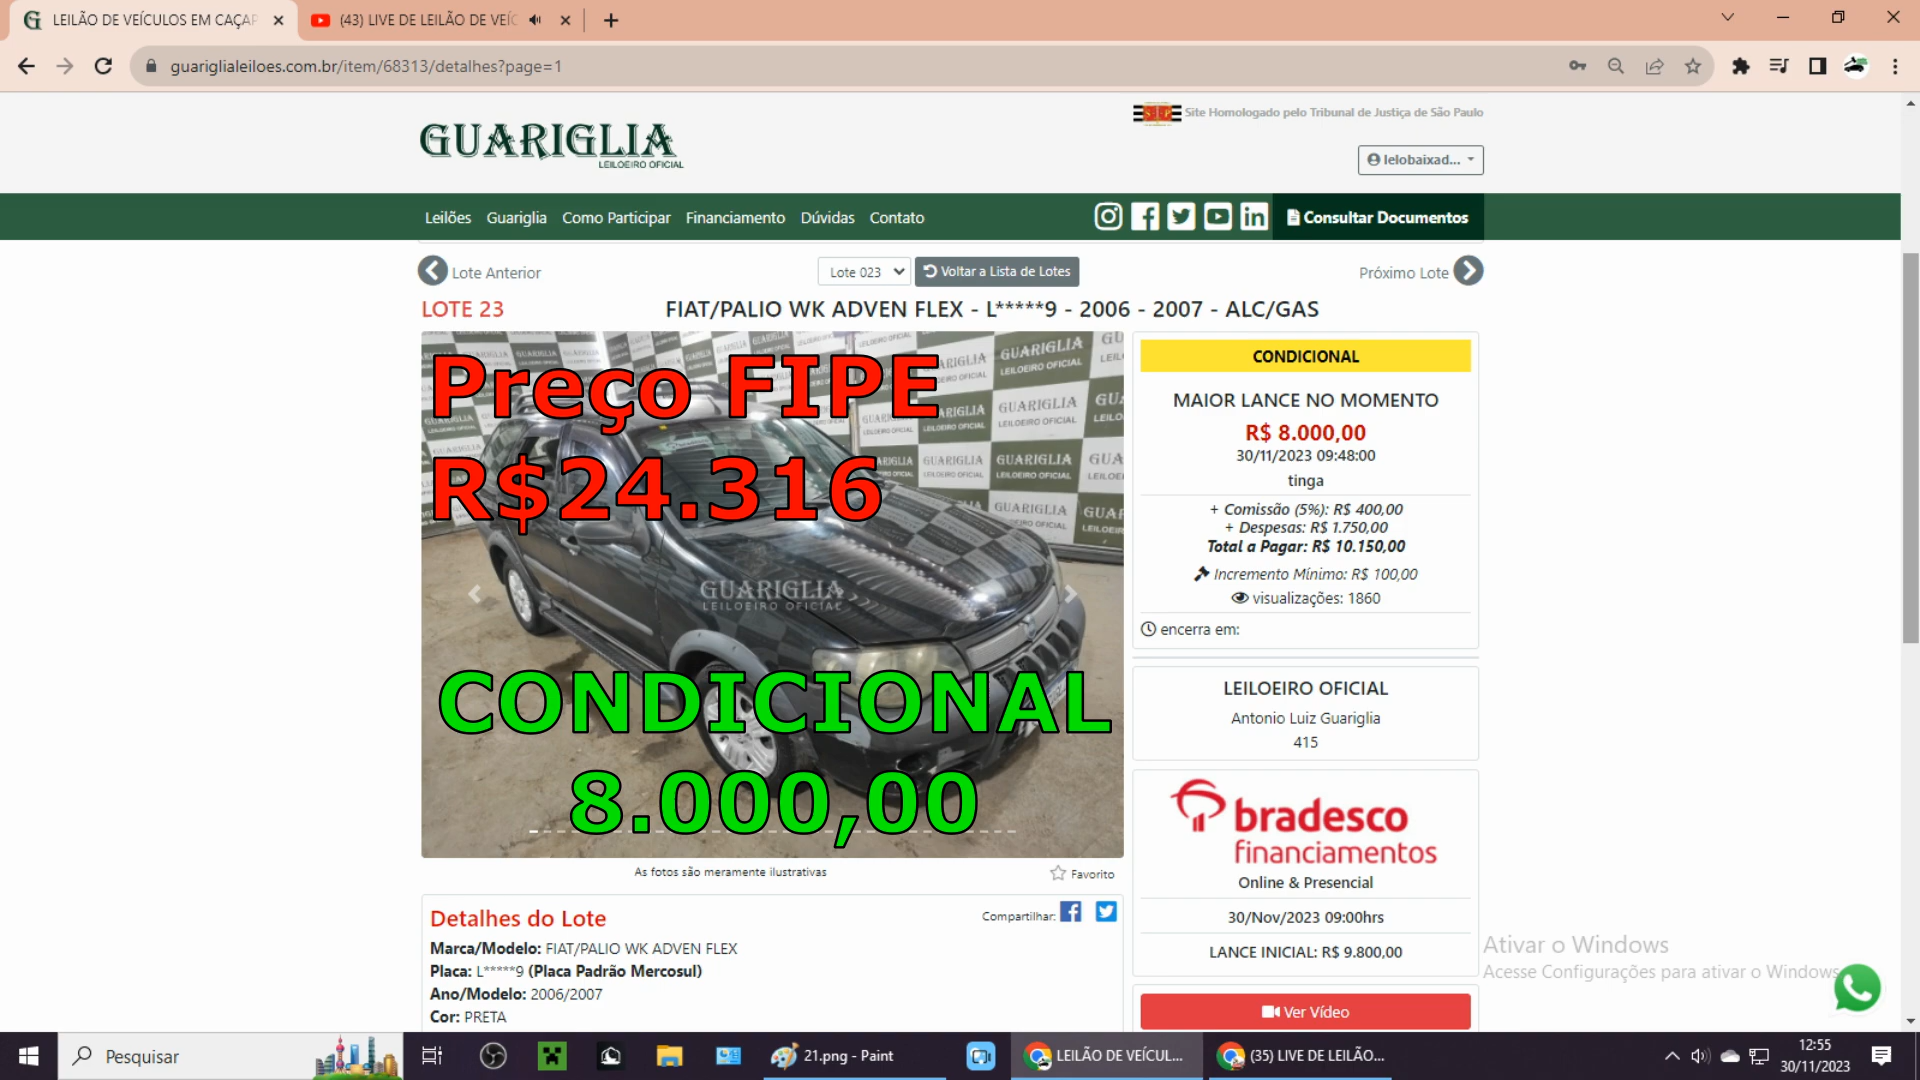 LEILÃO DE VEÍCULOS EM CAÇAP
(43) LIVE DE LEILÃO DE VEÍC
guariglialeiloes.com.br/item/68313/detalhes?page=1
Site Homologado pelo Tribunal de Justiça de São Paulo
GUARIGLIA
LEILOEIRO OFICIAL
lelobaixad...
Leilões Guariglia Como Participar Financiamento Dúvidas Contato
Consultar Documentos
Lote Anterior
Lote 023
Voltar a Lista de Lotes
Próximo Lote
LOTE 23
FIAT/PALIO WK ADVEN FLEX - L*****9 - 2006 - 2007 - ALC/GAS
Preço FIPE
R$24.316
GUARIGLIA
LEILOEIRO OFICIAL
CONDICIONAL
8.000,00
As fotos são meramente ilustrativas
Favorito
CONDICIONAL
MAIOR LANCE NO MOMENTO
R$ 8.000,00
30/11/2023 09:48:00
tinga
+ Comissão (5%): R$ 400,00
+ Despesas: R$ 1.750,00
Total a Pagar: R$ 10.150,00
Incremento Mínimo: R$ 100,00
visualizações: 1860
encerra em:
LEILOEIRO OFICIAL
Antonio Luiz Guariglia
415
bradesco
financiamentos
Online & Presencial
30/Nov/2023 09:00hrs
LANCE INICIAL: R$ 9.800,00
Ver Vídeo
Detalhes do Lote
Compartilhar:
Marca/Modelo: FIAT/PALIO WK ADVEN FLEX
Placa: L*****9 (Placa Padrão Mercosul)
Ano/Modelo: 2006/2007
Cor: PRETA
Ativar o Windows
Acesse Configurações para ativar o Windows
Pesquisar
21.png - Paint
LEILÃO DE VEÍCUL...
(35) LIVE DE LEILÃO...
12:55
30/11/2023